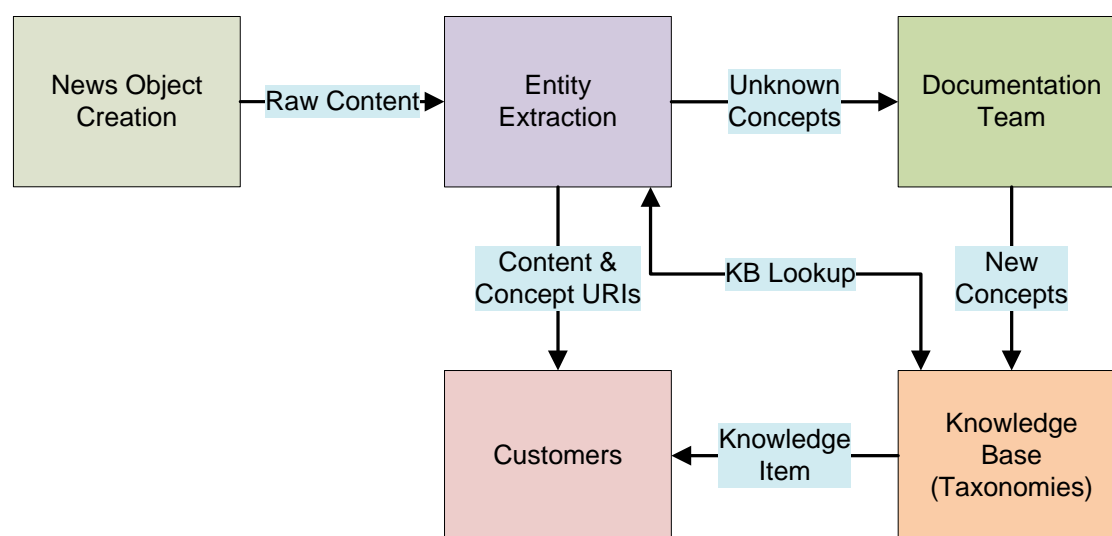 News Object
Creation
Raw Content
Entity
Extraction
Unknown
Concepts
Documentation
Team
Content &
Concept URIs
KB Lookup
New
Concepts
Customers
Knowledge
Item
Knowledge
Base
(Taxonomies)